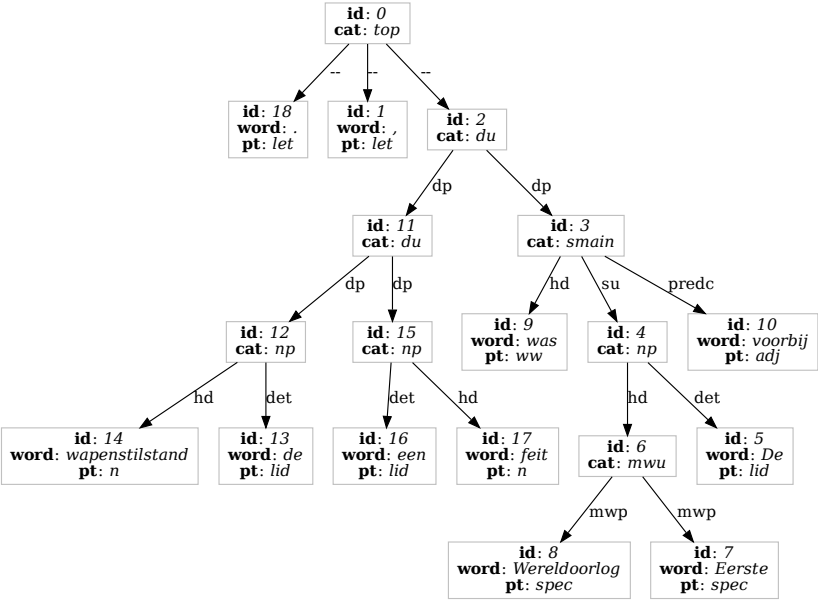 id: 0
cat: top
--
--
--
id: 18
word: .
pt: let
id: 1
word: ,
pt: let
id: 2
cat: du
dp
dp
id: 11
cat: du
id: 3
cat: smain
dp
dp
hd
su
predc
id: 12
cat: np
id: 15
cat: np
id: 9
word: was
pt: ww
id: 4
cat: np
id: 10
word: voorbij
pt: adj
hd
det
det
hd
hd
det
id: 14
word: wapenstilstand
pt: n
id: 13
word: de
pt: lid
id: 16
word: een
pt: lid
id: 17
word: feit
pt: n
id: 6
cat: mwu
id: 5
word: De
pt: lid
mwp
mwp
id: 8
word: Wereldoorlog
pt: spec
id: 7
word: Eerste
pt: spec